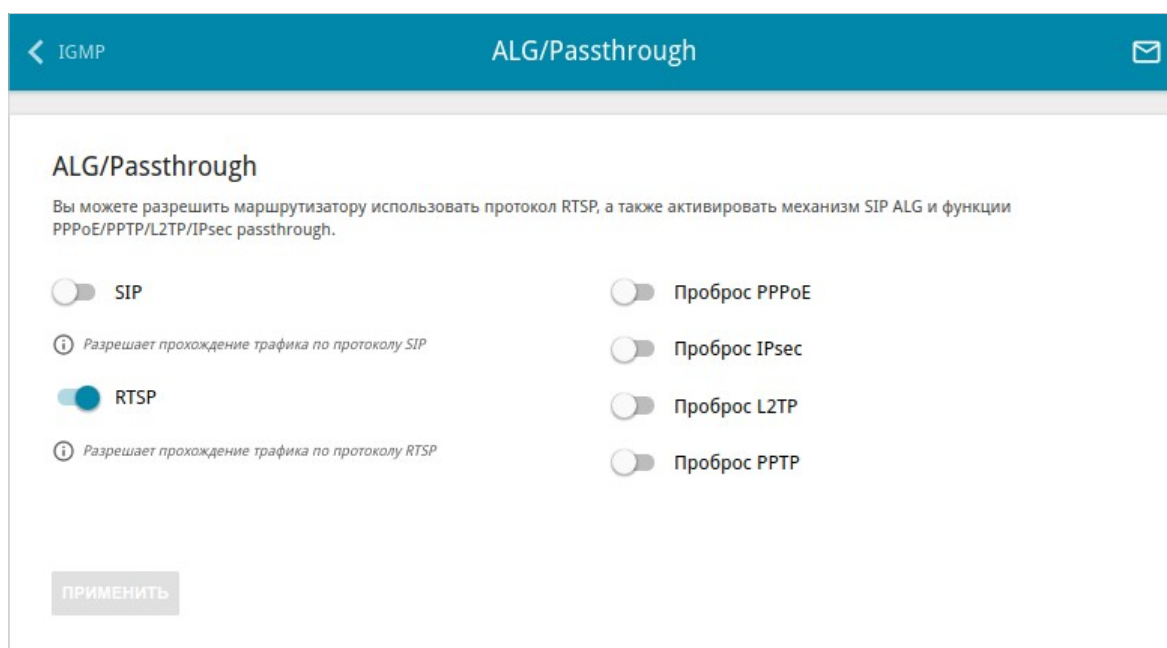 IGMP
ALG/Passthrough
ALG/Passthrough
Вы можете разрешить маршрутизатору использовать протокол RTSP, а также активировать механизм SIP ALG и функции
PPPoE/PPTP/L2TP/IPsec passthrough.
SIP
Разрешает прохождение трафика по протоколу SIP
RTSP
Разрешает прохождение трафика по протоколу RTSP
Проброс PPPoE
Проброс IPsec
Проброс L2TP
Проброс PPTP
ПРИМЕНИТЬ